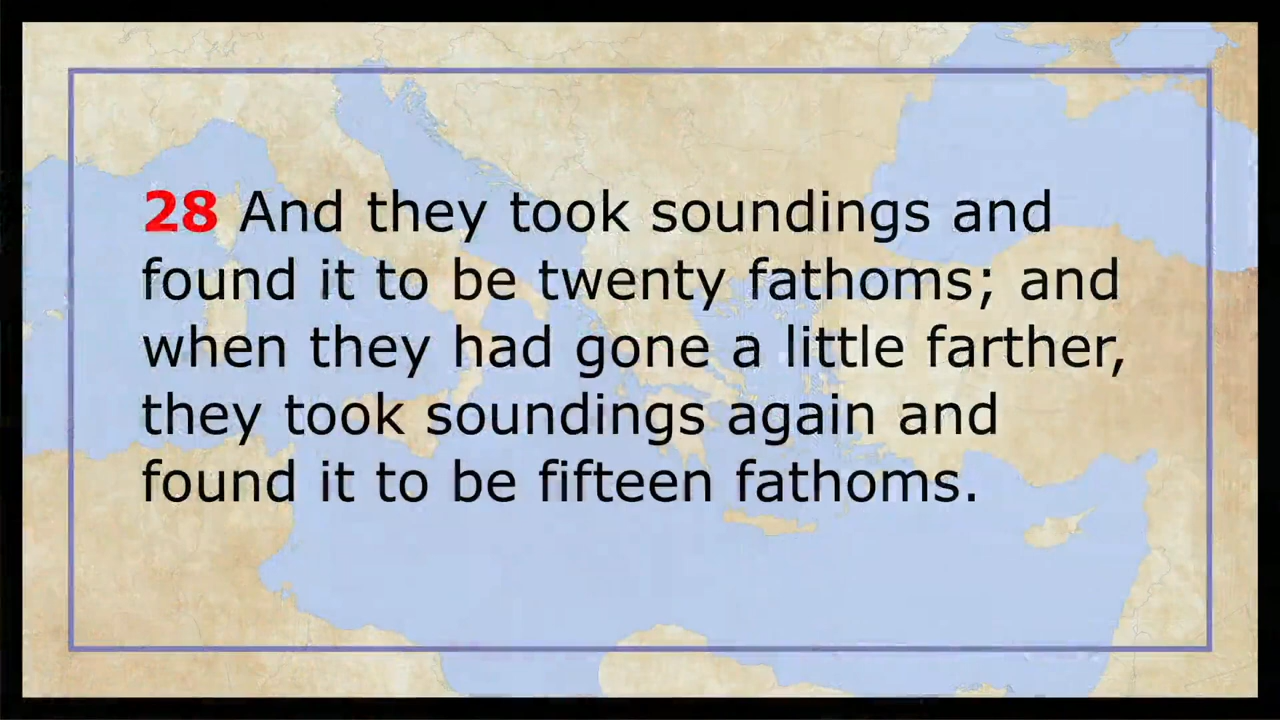 28 And they took soundings and
found it to be twenty fathoms; and
when they had gone a little farther,
they took soundings again and
found it to be fifteen fathoms.